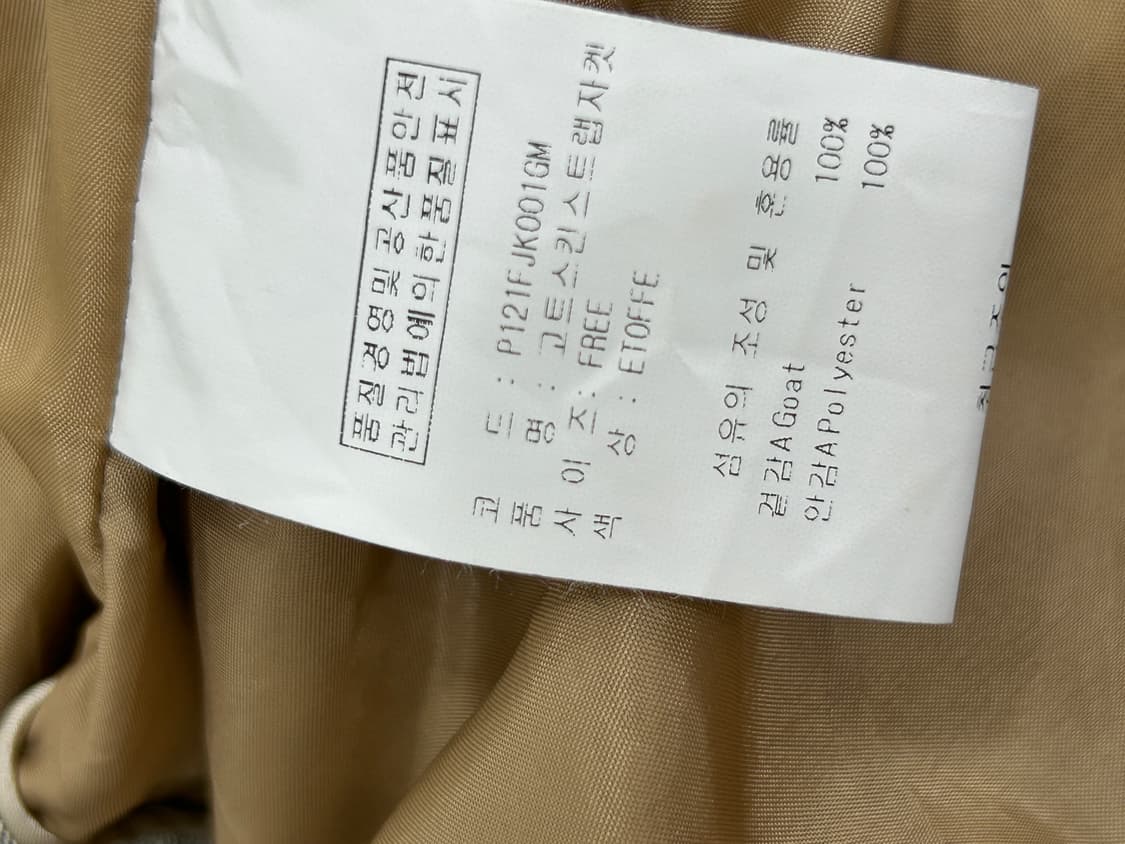 품질경영및공산품안전
관리법에의한품질표시
코 드 : P121FJK001GM
품 명 : 고트스킨스트랩자켓
사 이 즈: FREE
색 상 : ETOFFE
섬유의 조성 및 혼용률
겉감A Goat 100%
안감A Polyester 100%